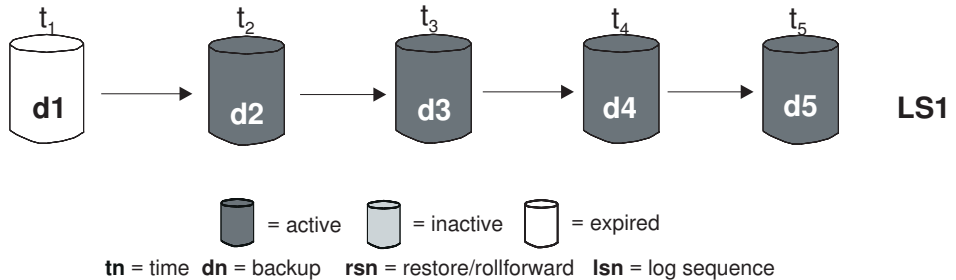 t1 t2 t3 t4 t5
d1 d2 d3 d4 d5 LS1
= active = inactive = expired
tn = time dn = backup rsn = restore/rollforward lsn = log sequence